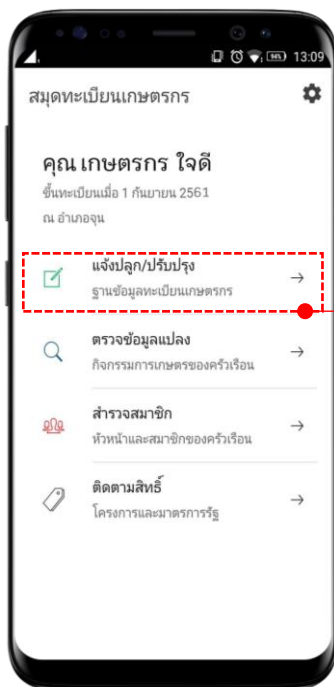 94% 13:09
สมุดทะเบียนเกษตรกร
คุณ เกษตรกร ใจดี
ขึ้นทะเบียนเมื่อ 1 กันยายน 2561
ณ อำเภอจุน
แจ้งปลูก/ปรับปรุง
ฐานข้อมูลทะเบียนเกษตรกร
ตรวจข้อมูลแปลง
กิจกรรมการเกษตรของครัวเรือน
สำรวจสมาชิก
หัวหน้าและสมาชิกของครัวเรือน
ติดตามสิทธิ์
โครงการและมาตรการรัฐ